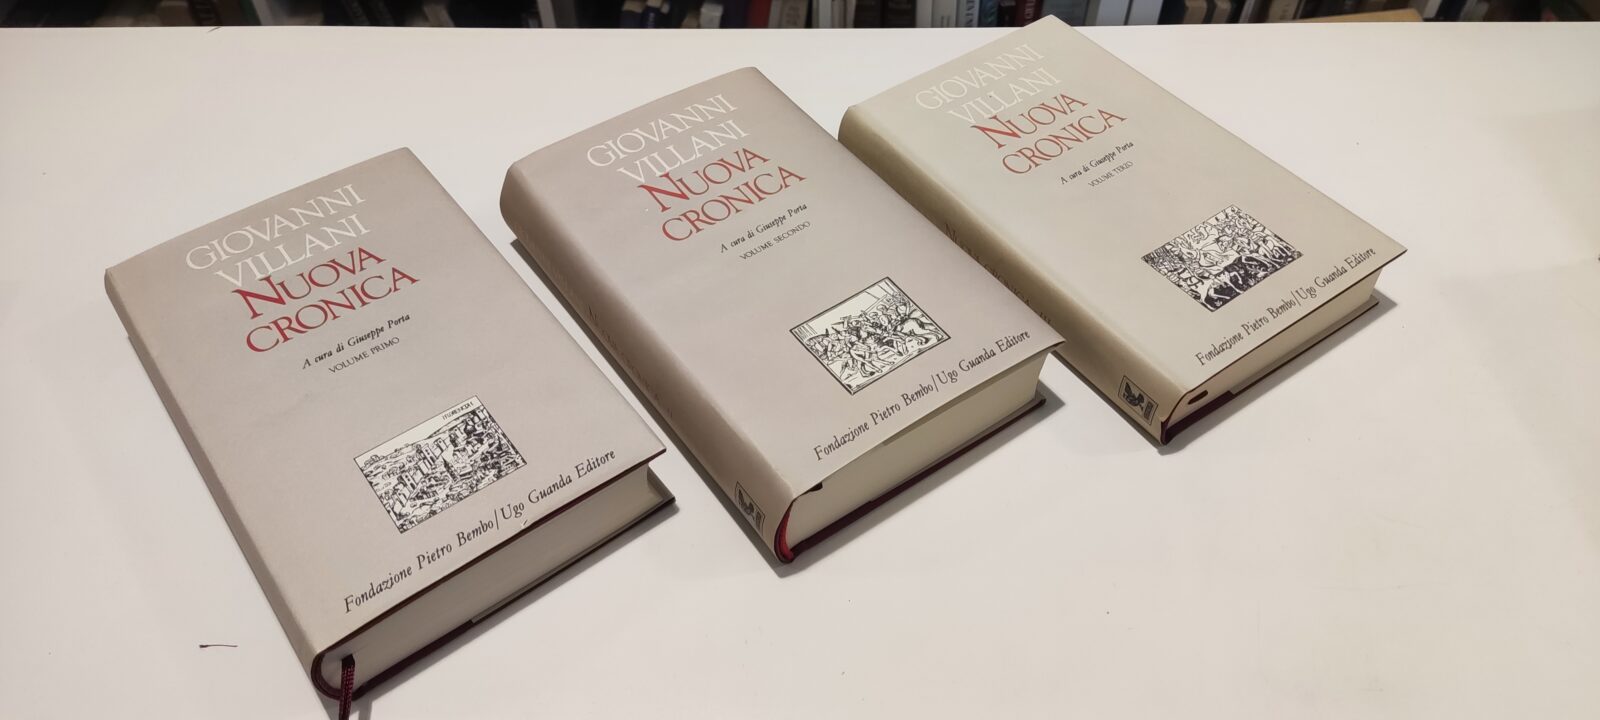 GIOVANNI
VILLANI
NUOVA
CRONICA
A cura di Giuseppe Porta
VOLUME PRIMO
Fondazione Pietro Bembo/Ugo Guanda Editore
GIOVANNI
VILLANI
NUOVA
CRONICA
A cura di Giuseppe Porta
VOLUME SECONDO
Fondazione Pietro Bembo/Ugo Guanda Editore
GIOVANNI
VILLANI
NUOVA
CRONICA
A cura di Giuseppe Porta
VOLUME TERZO
Fondazione Pietro Bembo/Ugo Guanda Editore